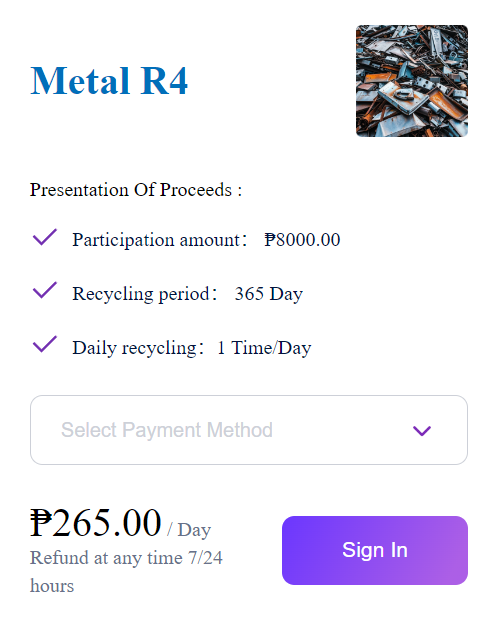 Metal R4
Presentation Of Proceeds :
Participation amount： ₱8000.00
Recycling period： 365 Day
Daily recycling： 1 Time/Day
Select Payment Method
₱265.00 / Day
Refund at any time 7/24
hours
Sign In